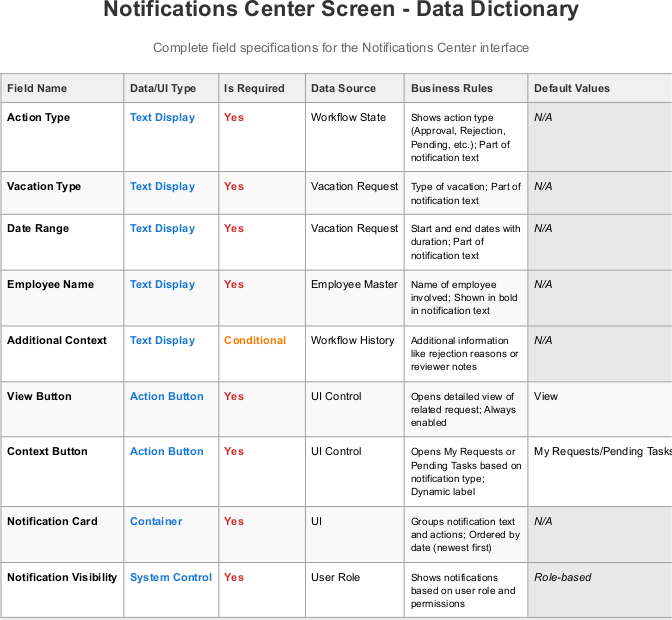 Notifications Center Screen - Data Dictionary
Complete field specifications for the Notifications Center interface
Field Name Data/UI Type Is Required Data Source Business Rules Default Values
Action Type Text Display Yes Workflow State Shows action type N/A
(Approval, Rejection,
Pending, etc.); Part of
notification text
Vacation Type Text Display Yes Vacation Request Type of vacation; Part of N/A
notification text
Date Range Text Display Yes Vacation Request Start and end dates with N/A
duration; Part of
notification text
Employee Name Text Display Yes Employee Master Name of employee N/A
involved; Shown in bold
in notification text
Additional Context Text Display Conditional Workflow History Additional information N/A
like rejection reasons or
reviewer notes
View Button Action Button Yes UI Control Opens detailed view of View
related request; Always
enabled
Context Button Action Button Yes UI Control Opens My Requests or My Requests/Pending Tasks
Pending Tasks based on
notification type;
Dynamic label
Notification Card Container Yes UI Groups notification text N/A
and actions; Ordered by
date (newest first)
Notification Visibility System Control Yes User Role Shows notifications Role-based
based on user role and
permissions